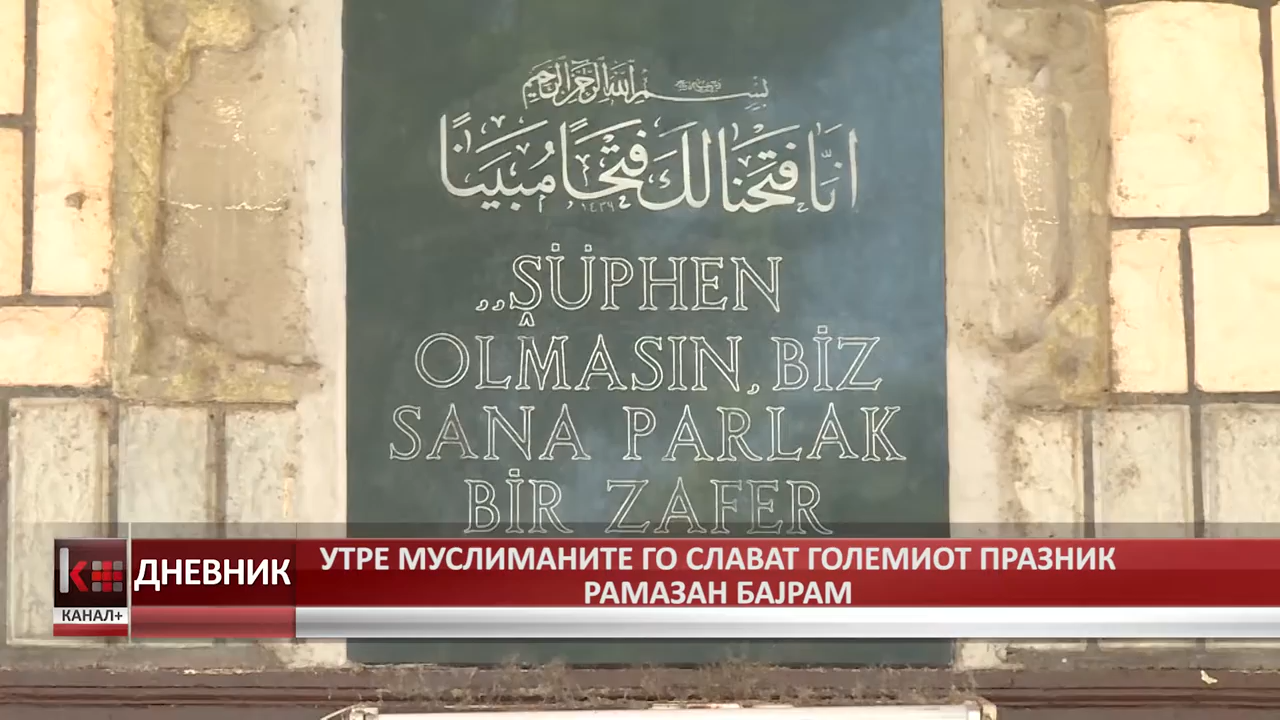 بسم الله الرحمن الرحيم
انا فتحنا لك فتحا مبينا
١٤٣٩
,,ŞÜPHEN
OLMASIN, BİZ
SANA PARLAK
BİR ZAFER
УТРЕ МУСЛИМАНИТЕ ГО СЛАВАТ ГОЛЕМИОТ ПРАЗНИК
РАМАЗАН БАЈРАМ
ДНЕВНИК
К
КАНАЛ+